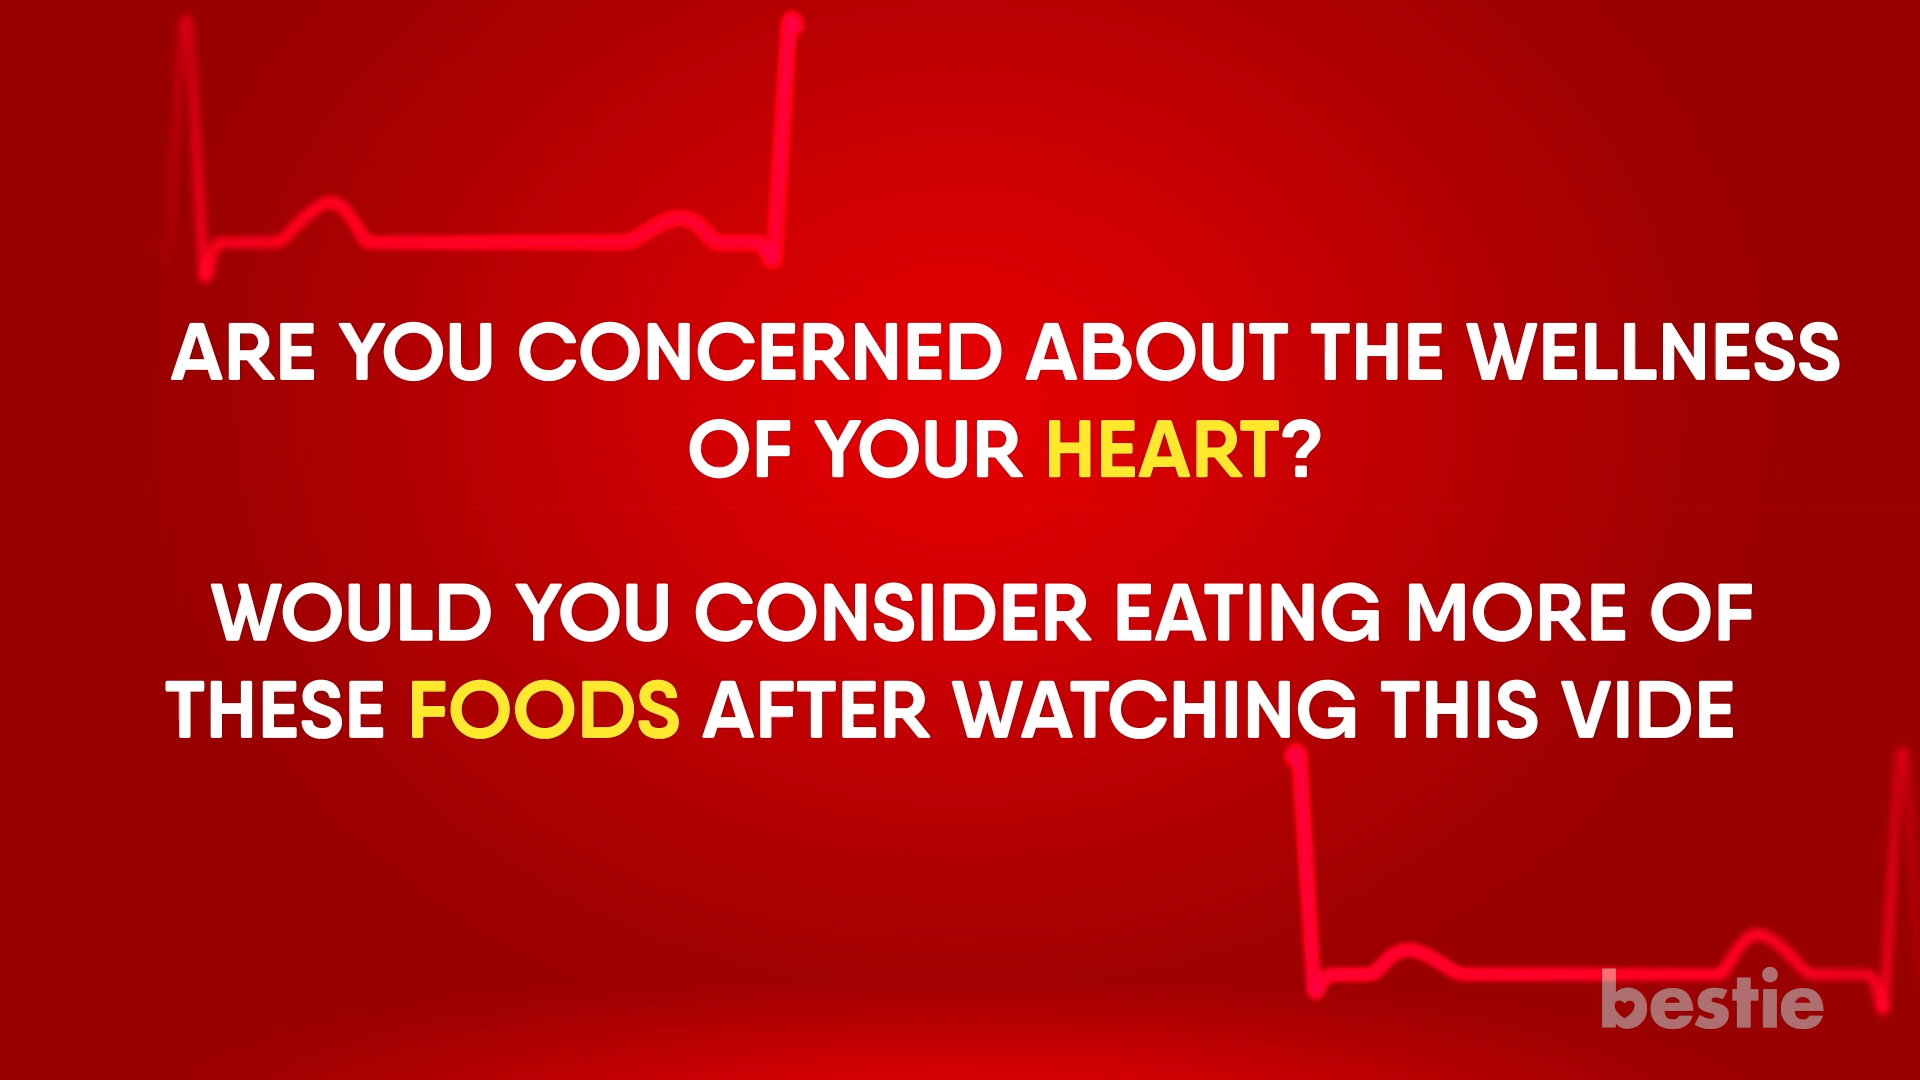 ARE YOU CONCERNED ABOUT THE WELLNESS
OF YOUR HEART?
WOULD YOU CONSIDER EATING MORE OF
THESE FOODS AFTER WATCHING THIS VIDE
bestie